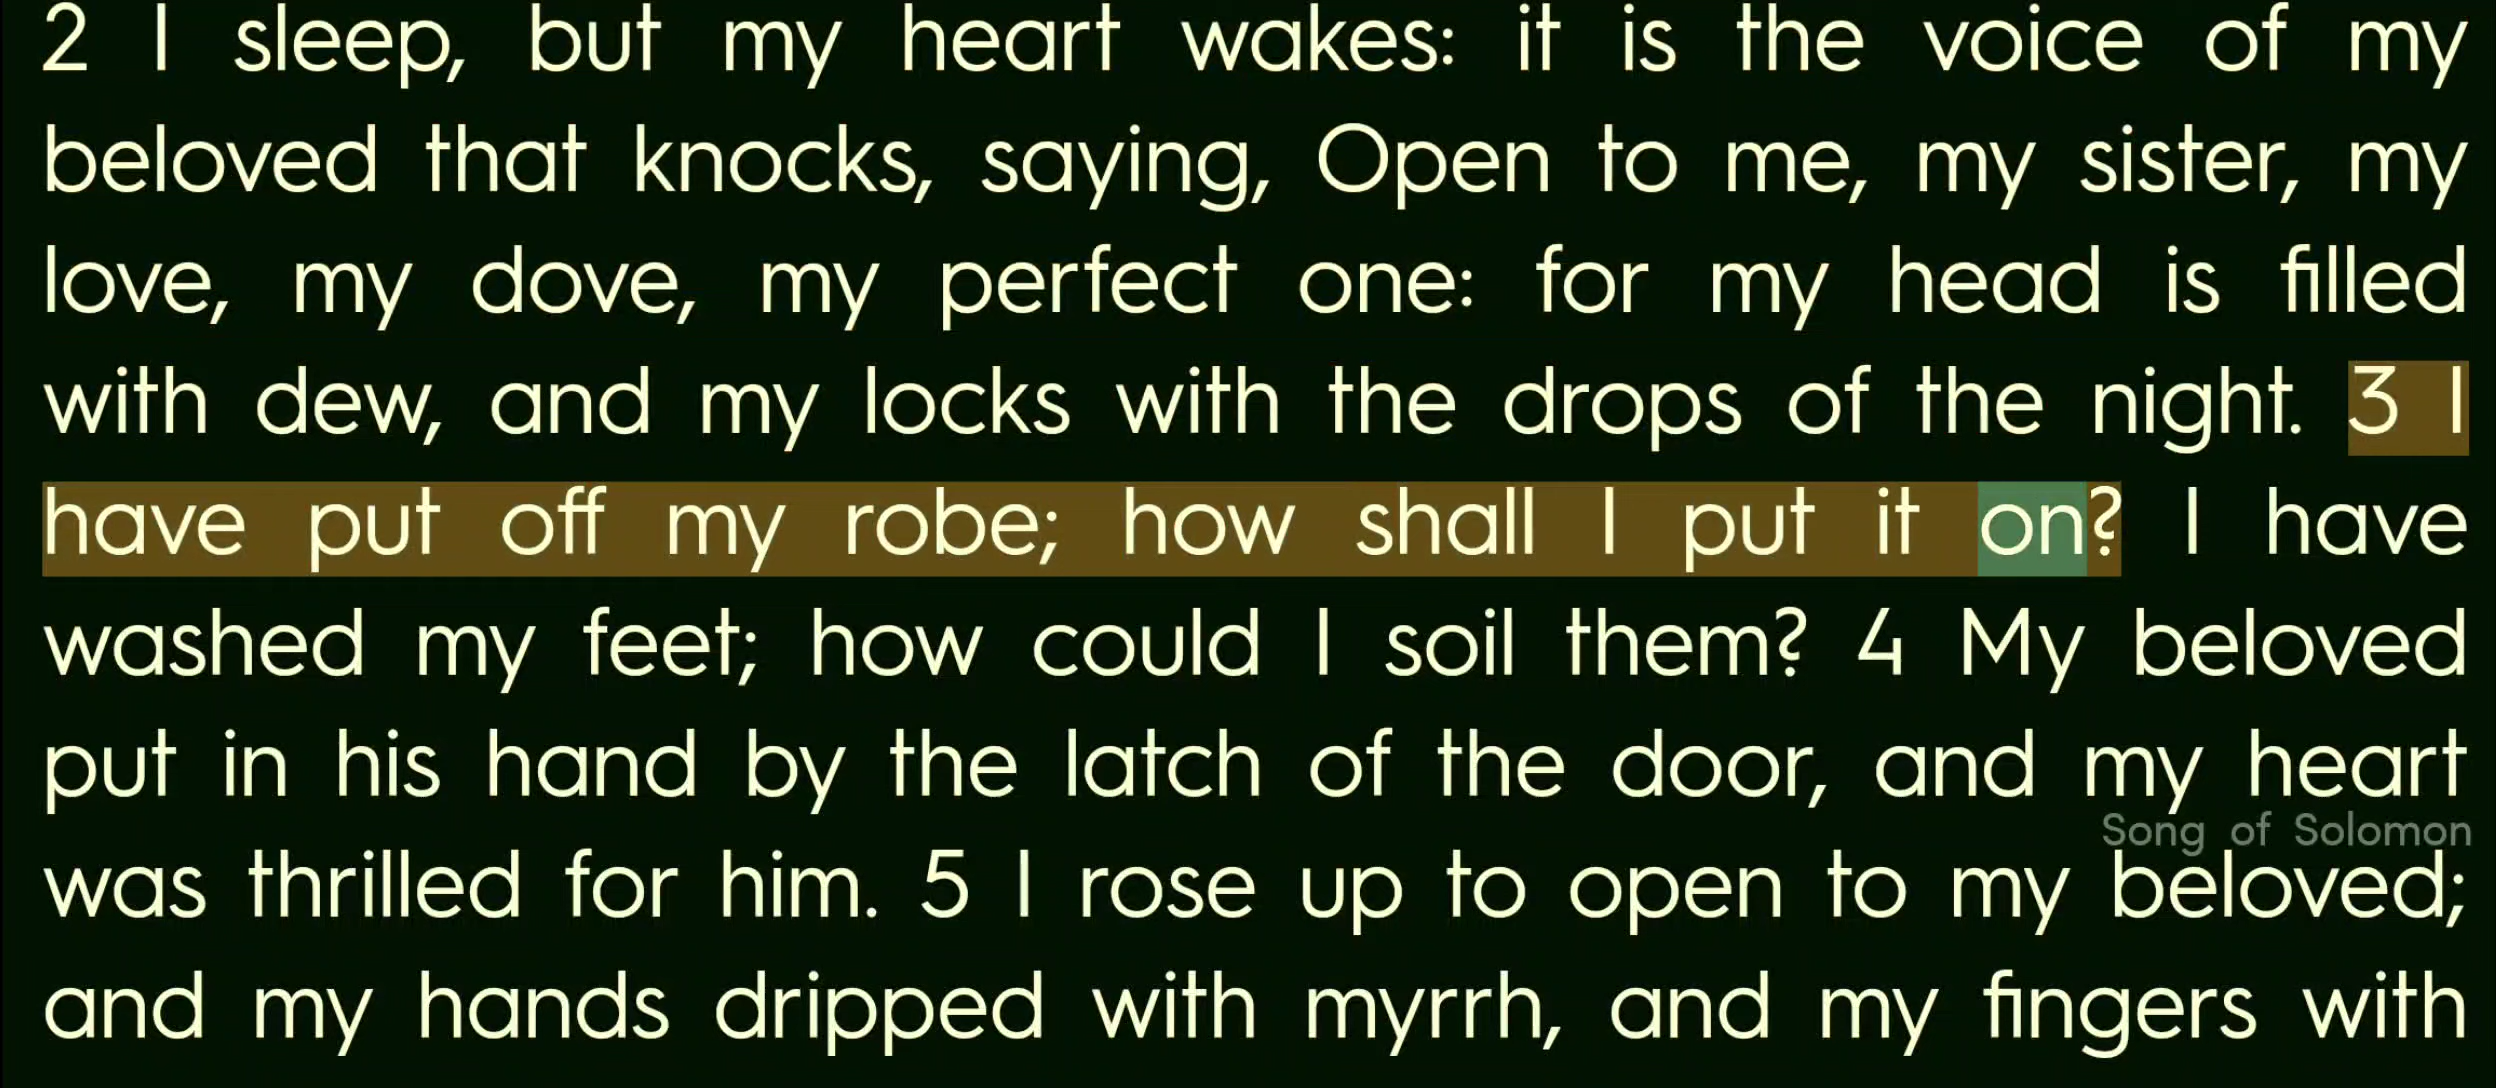 2 I sleep, but my heart wakes: it is the voice of my
beloved that knocks, saying, Open to me, my sister, my
love, my dove, my perfect one: for my head is filled
with dew, and my locks with the drops of the night. 3 I
have put off my robe; how shall I put it on? I have
washed my feet; how could I soil them? 4 My beloved
put in his hand by the latch of the door, and my heart
Song of Solomon
was thrilled for him. 5 I rose up to open to my beloved;
and my hands dripped with myrrh, and my fingers with